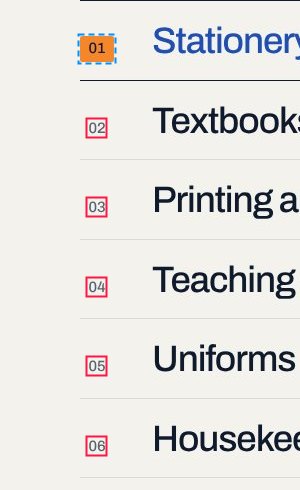 01 Stationery
02 Textbooks
03 Printing a
04 Teaching
05 Uniforms
06 Housekee